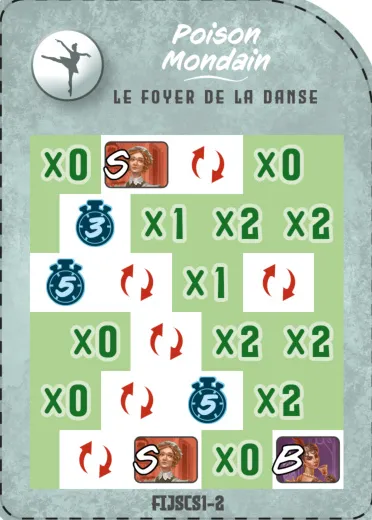 Poison
Mondain
LE FOYER DE LA DANSE
x0 S x0
3 x1 x2 x2
5 x1
x0 x2 x2
x0 5 x2
S x0 B
FIJSCS1-2